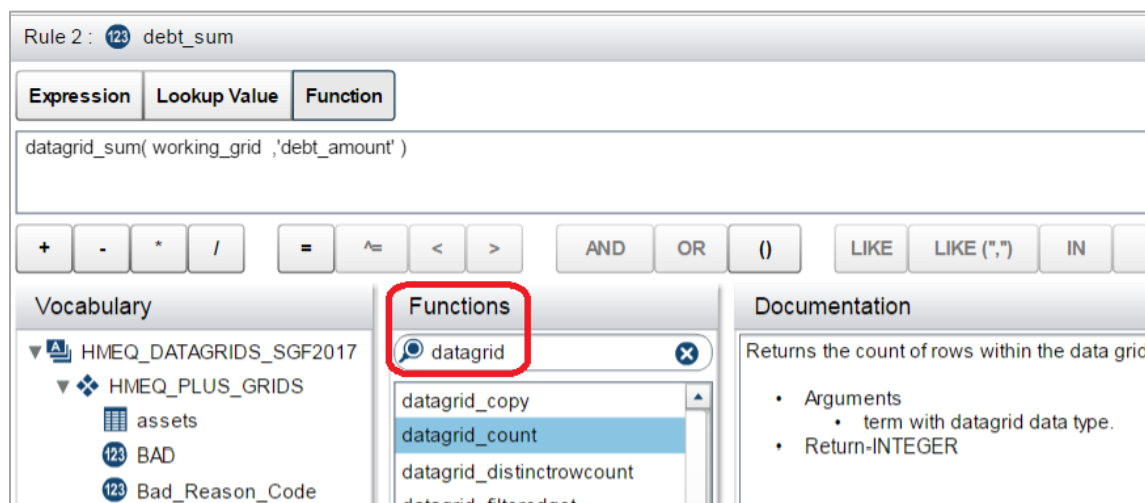 Rule 2 : 123 debt_sum
Expression Lookup Value Function
datagrid_sum( working_grid ,'debt_amount' )
+ - * / = ^= < > AND OR () LIKE LIKE (",") IN
Vocabulary Functions Documentation
HMEQ_DATAGRIDS_SGF2017
HMEQ_PLUS_GRIDS
assets
123 BAD
123 Bad_Reason_Code
datagrid
datagrid_copy
datagrid_count
datagrid_distinctrowcount
Returns the count of rows within the data grid
• Arguments
• term with datagrid data type.
• Return-INTEGER